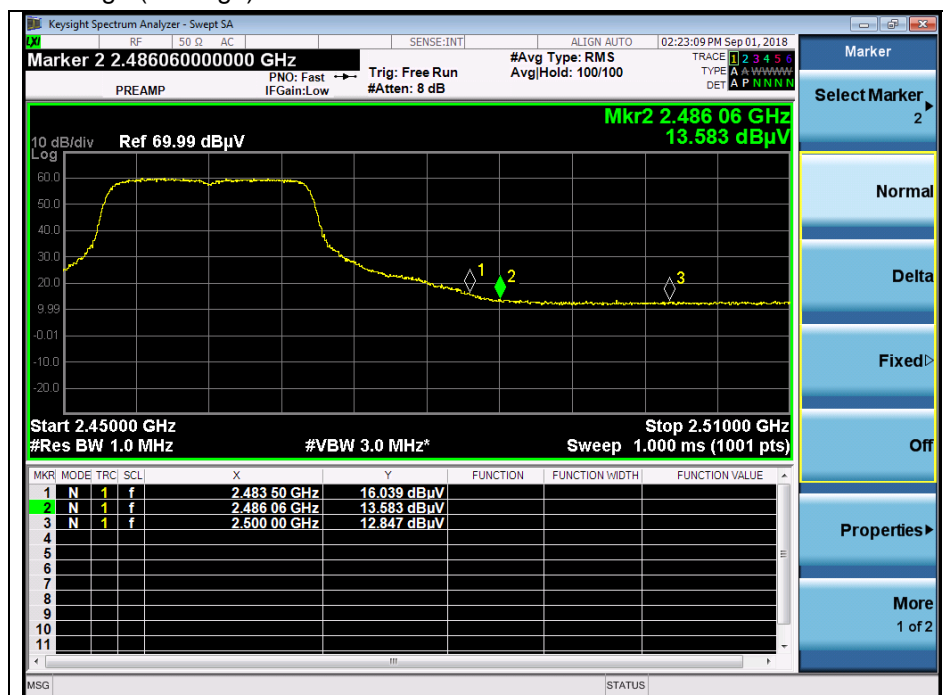 Keysight Spectrum Analyzer - Swept SA
LXI RF 50 Ω AC SENSE:INT ALIGN AUTO 02:23:09 PM Sep 01, 2018
Marker 2 2.486060000000 GHz
PREAMP
PNO: Fast
IFGain:Low
Trig: Free Run
#Atten: 8 dB
#Avg Type: RMS
Avg|Hold: 100/100
TRACE 1 2 3 4 5 6
TYPE A A WWWW
DET A P N N N N
Mkr2 2.486 06 GHz
13.583 dBµV
10 dB/div Ref 69.99 dBµV
Log
60.0
50.0
40.0
30.0
20.0
9.99
-0.01
-10.0
-20.0
1
2
3
Start 2.45000 GHz Stop 2.51000 GHz
#Res BW 1.0 MHz #VBW 3.0 MHz* Sweep 1.000 ms (1001 pts)
MKR MODE TRC SCL X Y FUNCTION FUNCTION WIDTH FUNCTION VALUE
1 N 1 f 2.483 50 GHz 16.039 dBµV
2 N 1 f 2.486 06 GHz 13.583 dBµV
3 N 1 f 2.500 00 GHz 12.847 dBµV
4
5
6
7
8
9
10
11
MSG STATUS
Marker
Select Marker
2
Normal
Delta
Fixed
Off
Properties
More
1 of 2